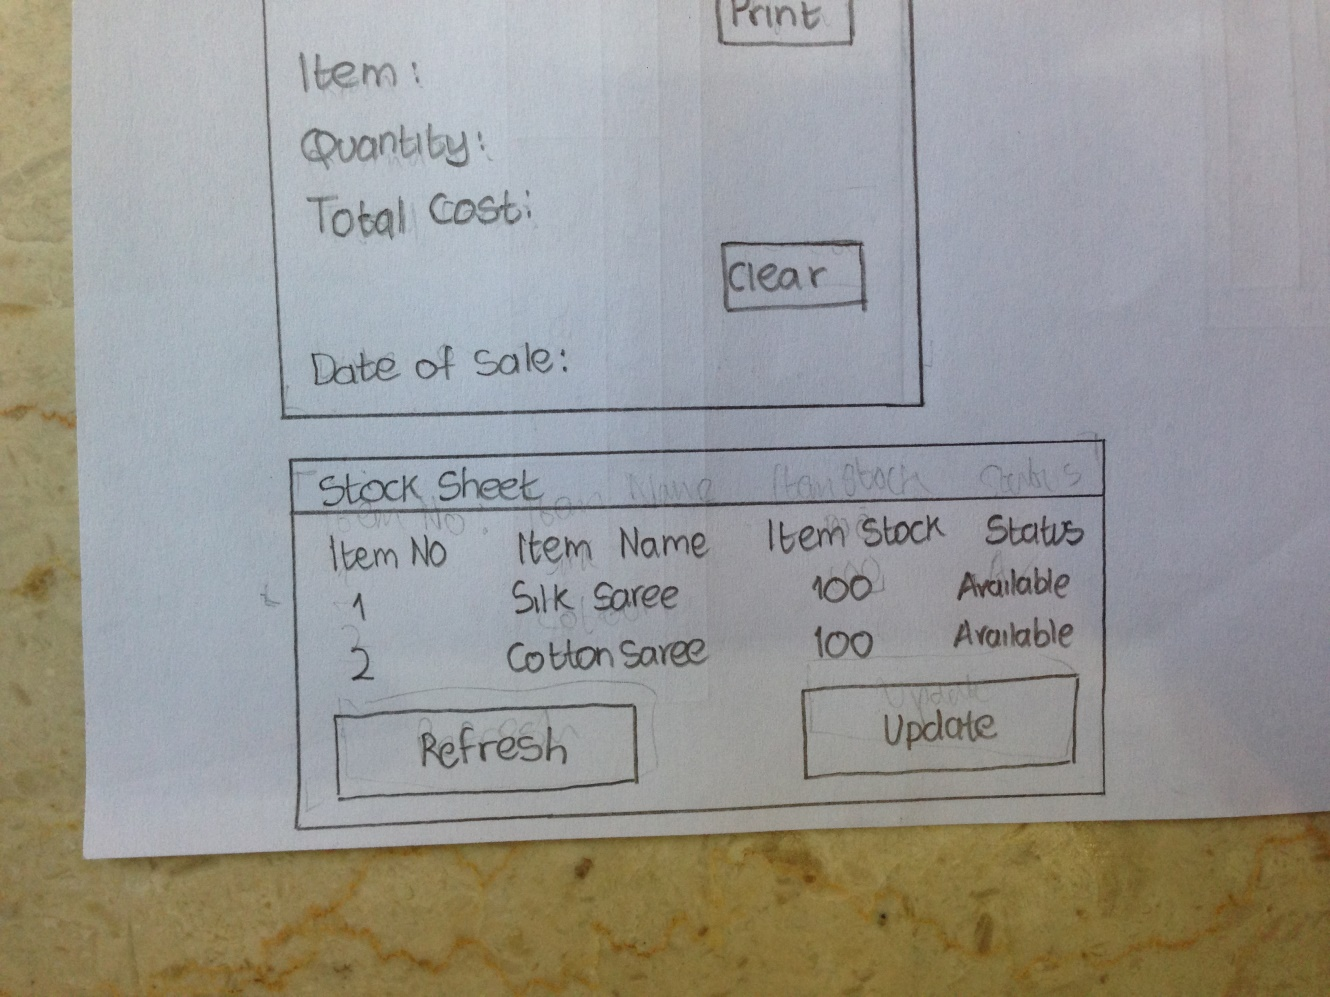 Print
Item:
Quantity:
Total Cost:
Clear
Date of Sale:
Stock Sheet
Item No Item Name Item Stock Status
1 Silk Saree 100 Available
2 Cotton Saree 100 Available
Refresh Update